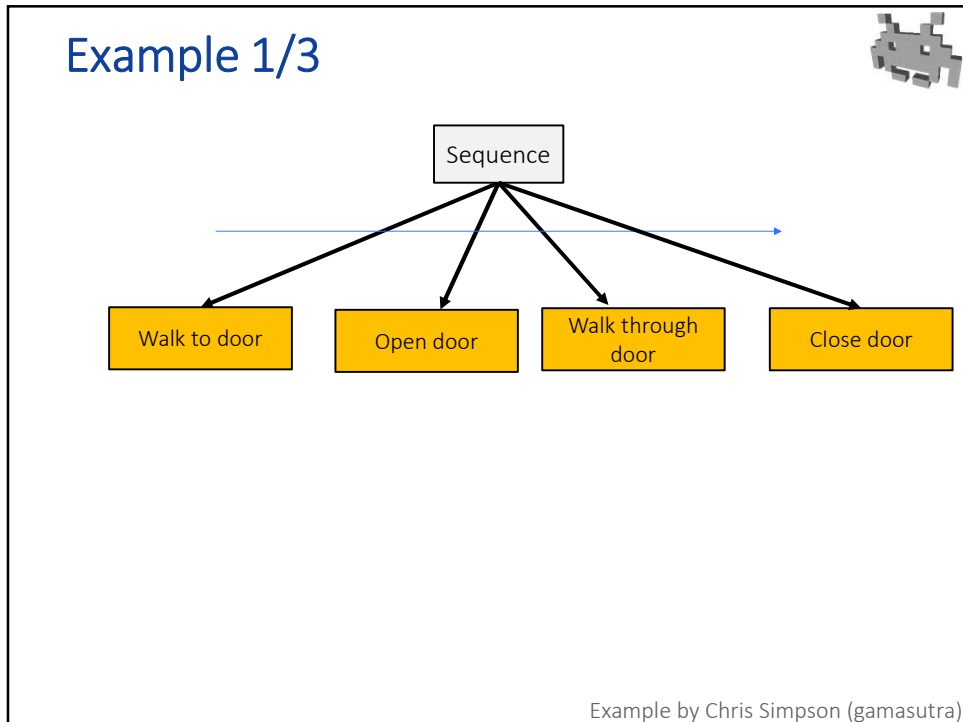 Example 1/3
Sequence
Walk to door
Open door
Walk through
door
Close door
Example by Chris Simpson (gamasutra)